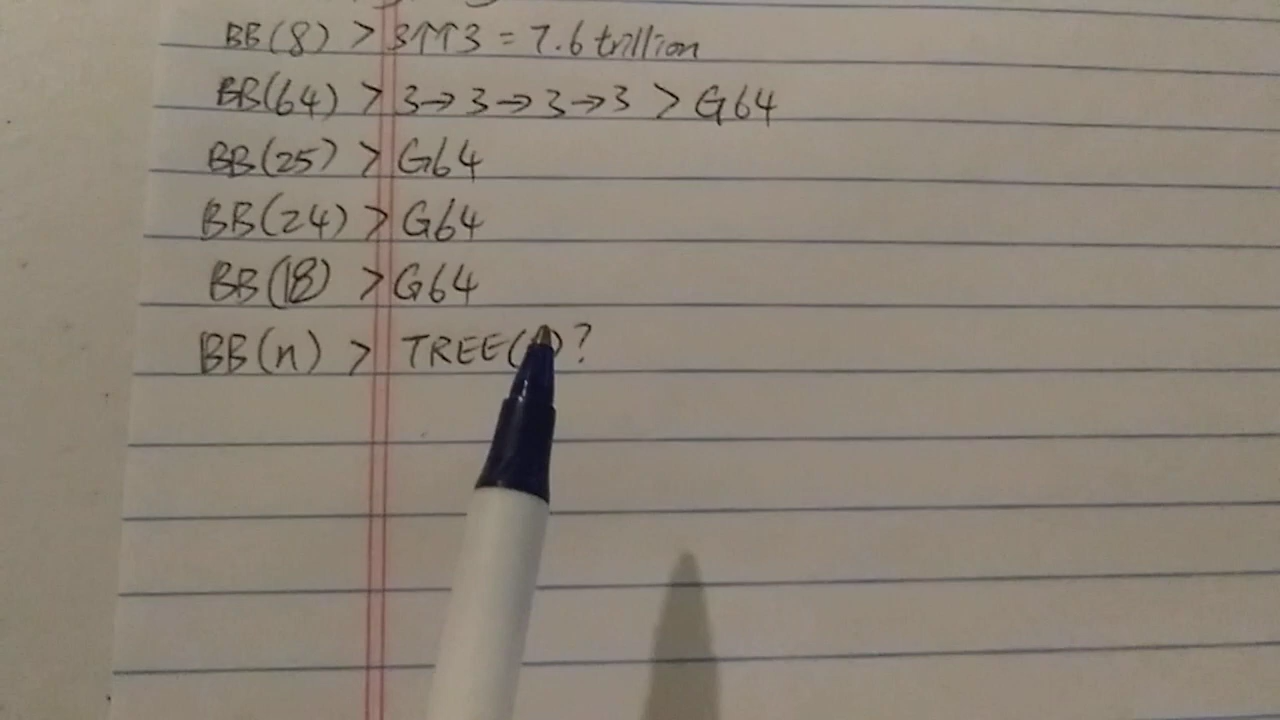 BB(8) > 3↑↑3 = 7.6 trillion
BB(64) > 3→3→3→3 > G64
BB(25) > G64
BB(24) > G64
BB(18) > G64
BB(n) > TREE( )?